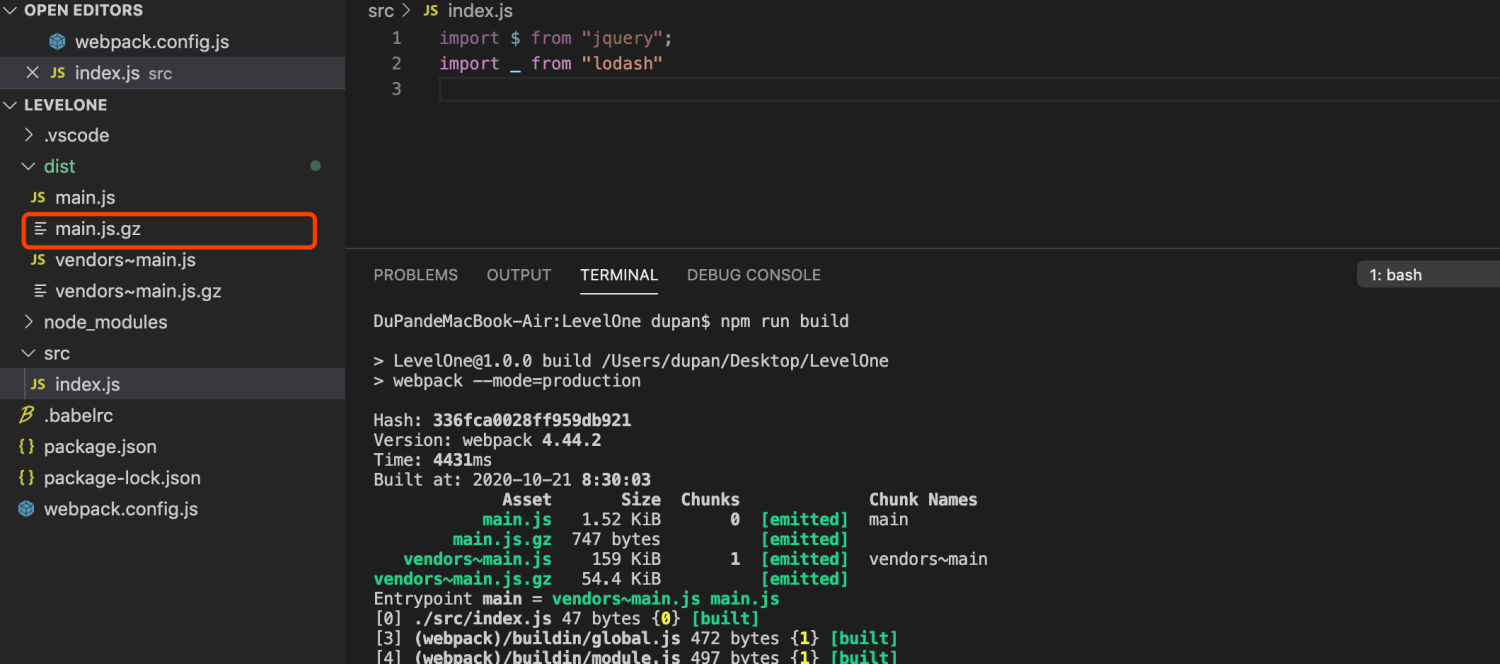 OPEN EDITORS
webpack.config.js
JS index.js src
LEVELONE
.vscode
dist
JS main.js
main.js.gz
JS vendors~main.js
vendors~main.js.gz
node_modules
src
JS index.js
.babelrc
{} package.json
{} package-lock.json
webpack.config.js
src > JS index.js
1 import $ from "jquery";
2 import _ from "lodash"
3
PROBLEMS OUTPUT TERMINAL DEBUG CONSOLE 1: bash
DuPandeMacBook-Air:LevelOne dupan$ npm run build
> LevelOne@1.0.0 build /Users/dupan/Desktop/LevelOne
> webpack --mode=production
Hash: 336fca0028ff959db921
Version: webpack 4.44.2
Time: 4431ms
Built at: 2020-10-21 8:30:03
Asset Size Chunks Chunk Names
main.js 1.52 KiB 0 [emitted] main
main.js.gz 747 bytes [emitted]
vendors~main.js 159 KiB 1 [emitted] vendors~main
vendors~main.js.gz 54.4 KiB [emitted]
Entrypoint main = vendors~main.js main.js
[0] ./src/index.js 47 bytes {0} [built]
[3] (webpack)/buildin/global.js 472 bytes {1} [built]
[4] (webpack)/buildin/module.js 497 bytes {1} [built]